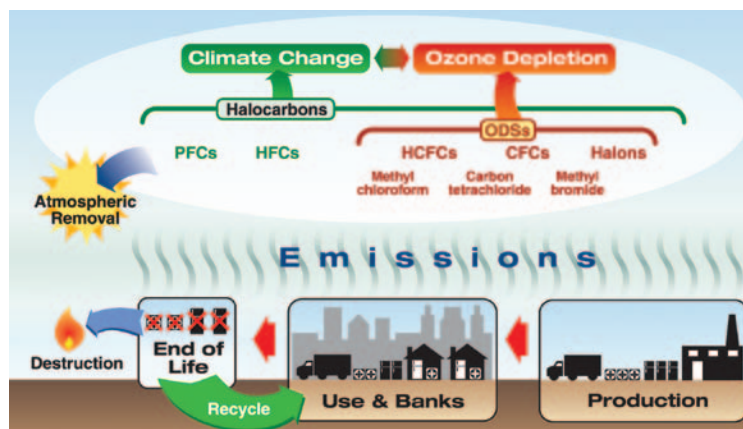 Climate Change
Ozone Depletion
Halocarbons
ODSs
PFCs
HFCs
HCFCs
CFCs
Halons
Methyl
chloroform
Carbon
tetrachloride
Methyl
bromide
Atmospheric
Removal
Emissions
Destruction
End of
Life
Recycle
Use & Banks
Production